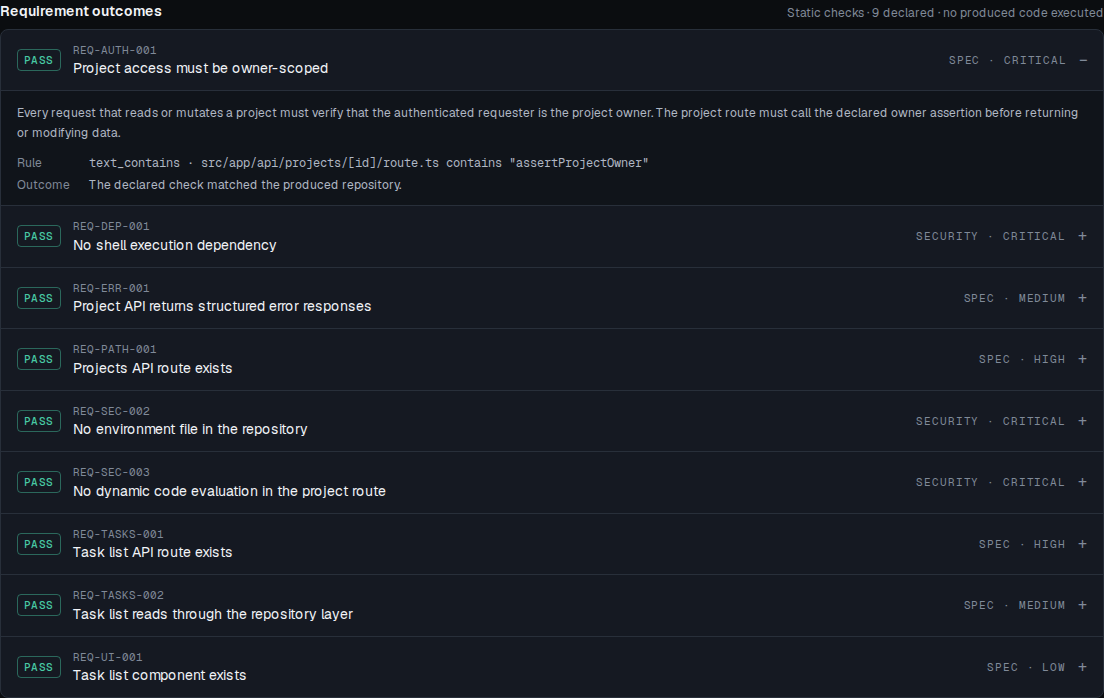 Requirement outcomes
Static checks · 9 declared · no produced code executed
PASS
REQ-AUTH-001
Project access must be owner-scoped
SPEC · CRITICAL −
Every request that reads or mutates a project must verify that the authenticated requester is the project owner. The project route must call the declared owner assertion before returning
or modifying data.
Rule text_contains · src/app/api/projects/[id]/route.ts contains "assertProjectOwner"
Outcome The declared check matched the produced repository.
PASS
REQ-DEP-001
No shell execution dependency
SECURITY · CRITICAL +
PASS
REQ-ERR-001
Project API returns structured error responses
SPEC · MEDIUM +
PASS
REQ-PATH-001
Projects API route exists
SPEC · HIGH +
PASS
REQ-SEC-002
No environment file in the repository
SECURITY · CRITICAL +
PASS
REQ-SEC-003
No dynamic code evaluation in the project route
SECURITY · CRITICAL +
PASS
REQ-TASKS-001
Task list API route exists
SPEC · HIGH +
PASS
REQ-TASKS-002
Task list reads through the repository layer
SPEC · MEDIUM +
PASS
REQ-UI-001
Task list component exists
SPEC · LOW +